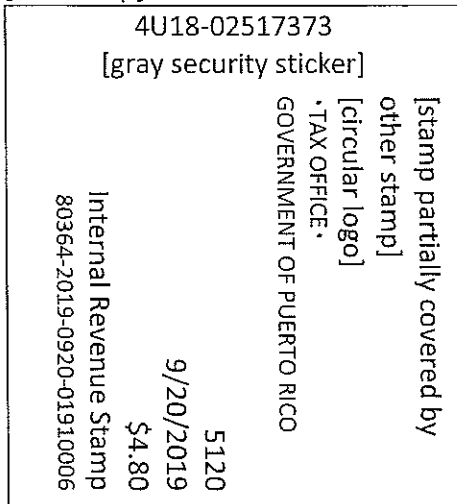 4U18-02517373
[gray security sticker]
[stamp partially covered by
other stamp]
[circular logo]
•TAX OFFICE•
GOVERNMENT OF PUERTO RICO
5120
9/20/2019
$4.80
Internal Revenue Stamp
80364-2019-0920-01910006